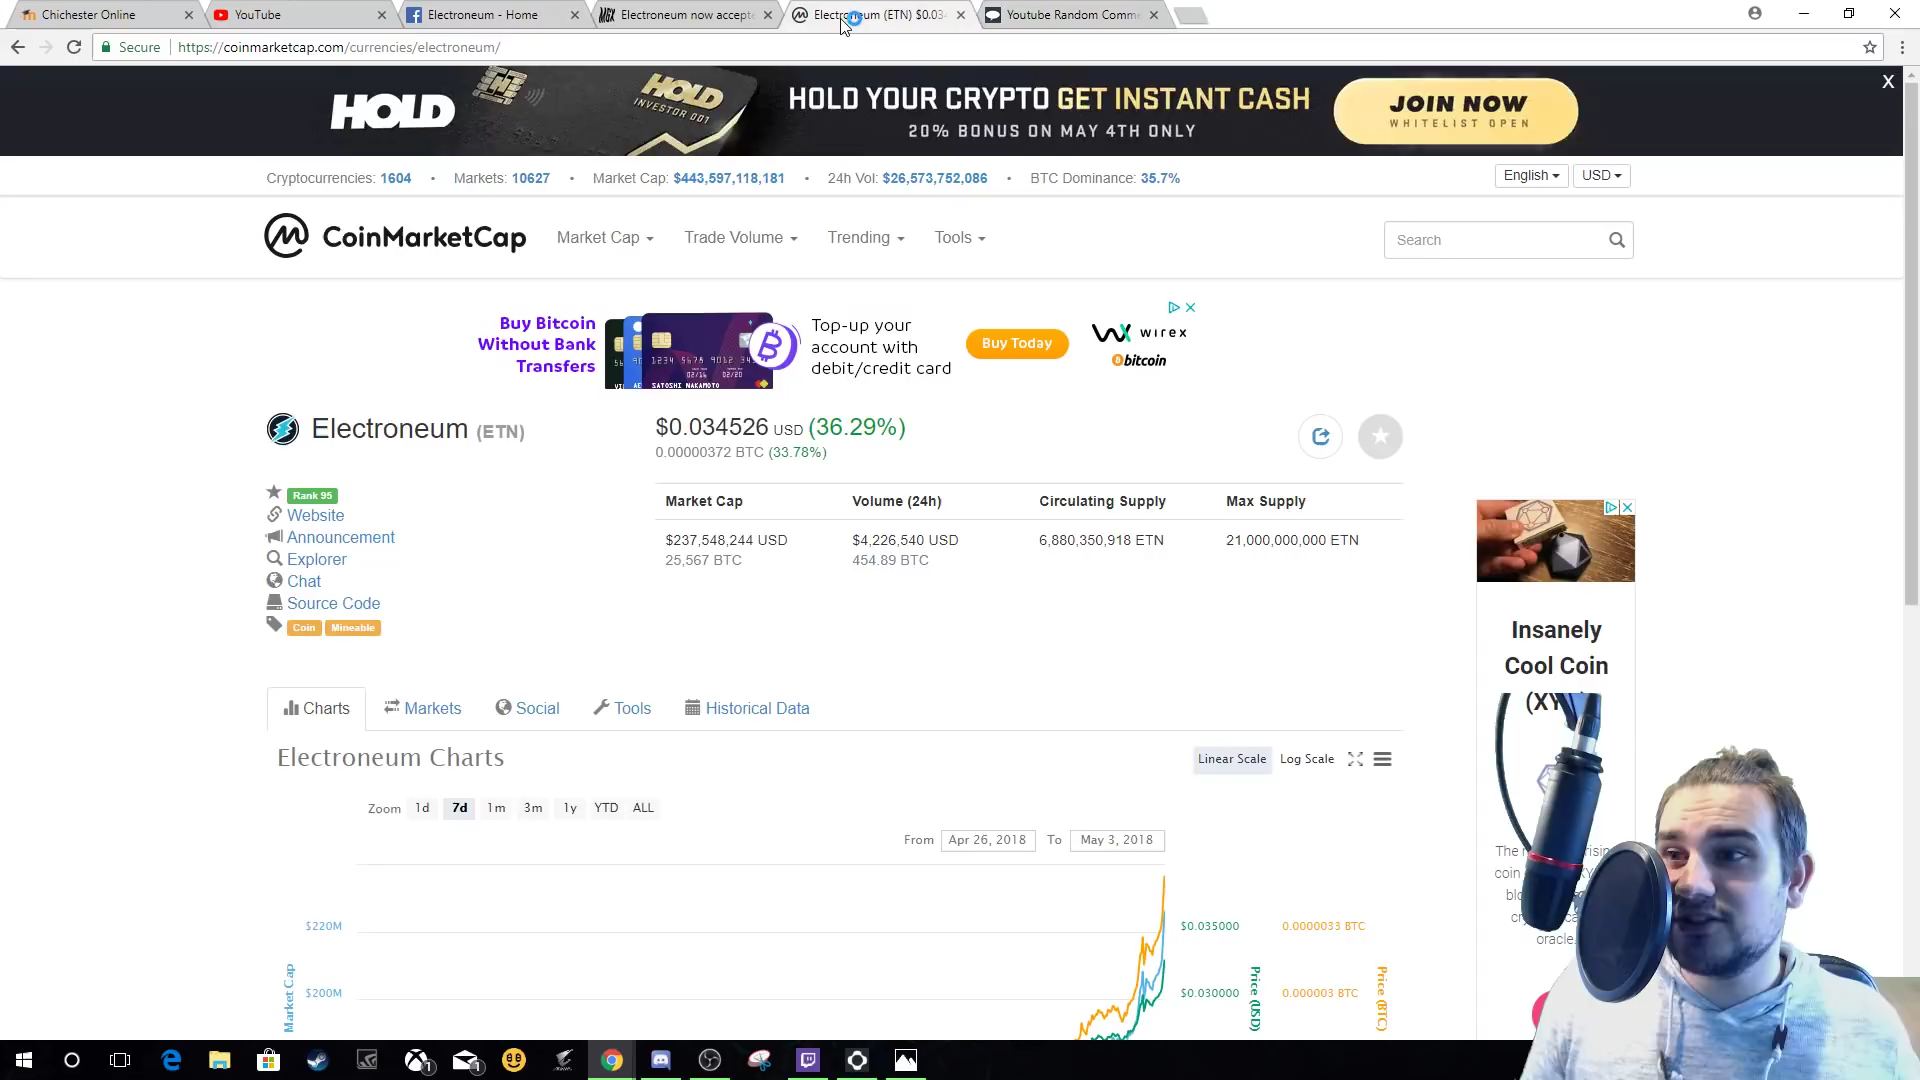 Chichester Online
YouTube
Electroneum - Home
Electroneum now accepte
Electroneum (ETN) $0.03
Youtube Random Comme
Secure
https://coinmarketcap.com/currencies/electroneum/
HOLD
HOLD
INVESTOR 001
HOLD YOUR CRYPTO GET INSTANT CASH
20% BONUS ON MAY 4TH ONLY
JOIN NOW
WHITELIST OPEN
X
Cryptocurrencies: 1604 • Markets: 10627 • Market Cap: $443,597,118,181 • 24h Vol: $26,573,752,086 • BTC Dominance: 35.7%
English
USD
CoinMarketCap
Market Cap
Trade Volume
Trending
Tools
Search
Buy Bitcoin
Without Bank
Transfers
1234 5678 9012 345
SATOSHI NAKAMOTO
Top-up your
account with
debit/credit card
Buy Today
wirex
bitcoin
Electroneum (ETN)
$0.034526 USD (36.29%)
0.00000372 BTC (33.78%)
Rank 95
Website
Announcement
Explorer
Chat
Source Code
Coin Mineable
Market Cap Volume (24h) Circulating Supply Max Supply
$237,548,244 USD $4,226,540 USD 6,880,350,918 ETN 21,000,000,000 ETN
25,567 BTC 454.89 BTC
Insanely
Cool Coin
(XY
Charts
Markets
Social
Tools
Historical Data
Electroneum Charts
Linear Scale Log Scale
Zoom 1d 7d 1m 3m 1y YTD ALL
From Apr 26, 2018 To May 3, 2018
$220M
$200M
Market Cap
$0.035000
$0.030000
Price (USD)
0.0000033 BTC
0.000003 BTC
Price (BTC)
coin
oracle.